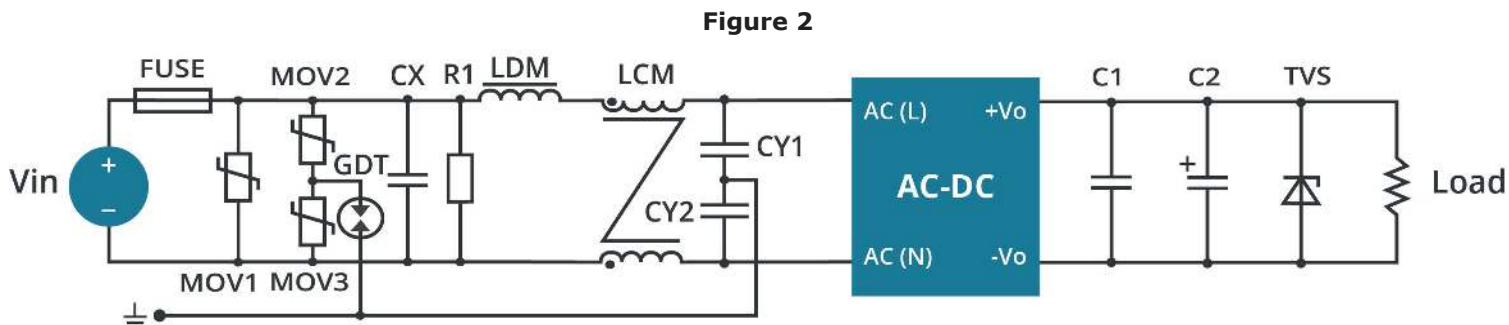 Figure 2
FUSE
MOV2
CX
R1
LDM
LCM
C1
C2
TVS
AC (L)
+Vo
+
Vin
−
GDT
CY1
CY2
AC-DC
+
Load
AC (N)
-Vo
MOV1
MOV3